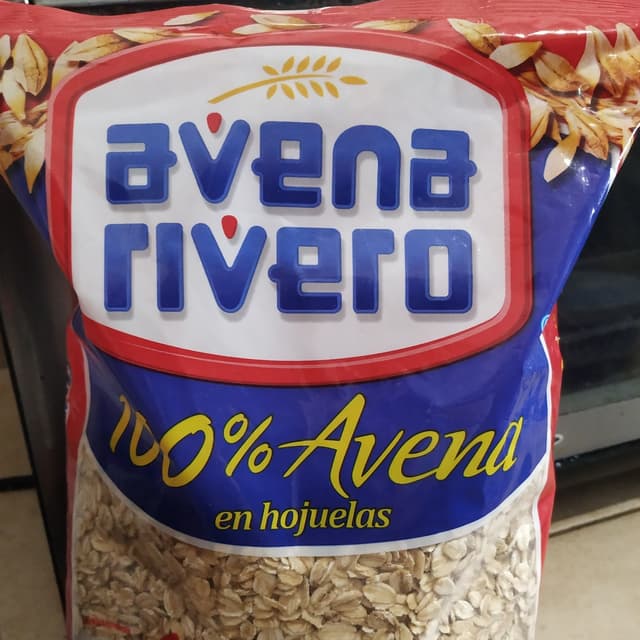 avena
rivero
100% Avena
en hojuelas